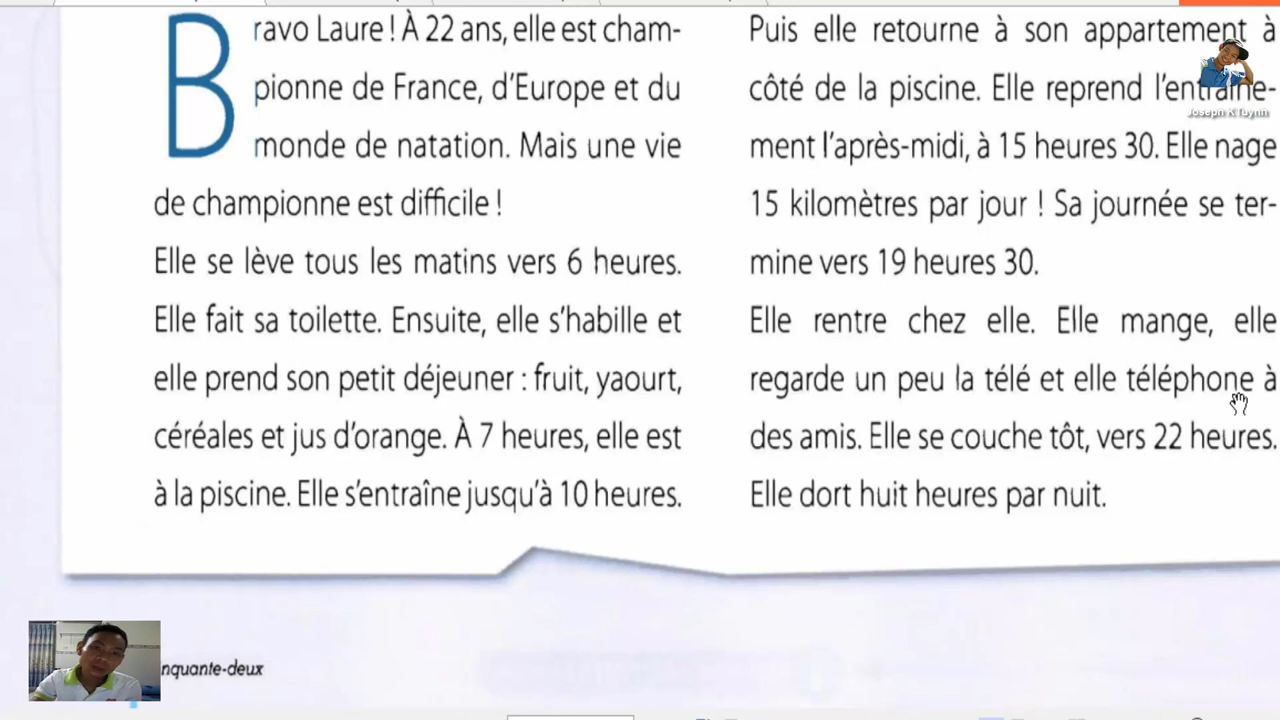 Bravo Laure ! À 22 ans, elle est cham-
pionne de France, d'Europe et du
monde de natation. Mais une vie
de championne est difficile !
Elle se lève tous les matins vers 6 heures.
Elle fait sa toilette. Ensuite, elle s'habille et
elle prend son petit déjeuner : fruit, yaourt,
céréales et jus d'orange. À 7 heures, elle est
à la piscine. Elle s'entraîne jusqu'à 10 heures.
Puis elle retourne à son appartement à
côté de la piscine. Elle reprend l'entraîne-
ment l'après-midi, à 15 heures 30. Elle nage
15 kilomètres par jour ! Sa journée se ter-
mine vers 19 heures 30.
Elle rentre chez elle. Elle mange, elle
regarde un peu la télé et elle téléphone à
des amis. Elle se couche tôt, vers 22 heures.
Elle dort huit heures par nuit.
Joseph KTuynh
nquante-deux